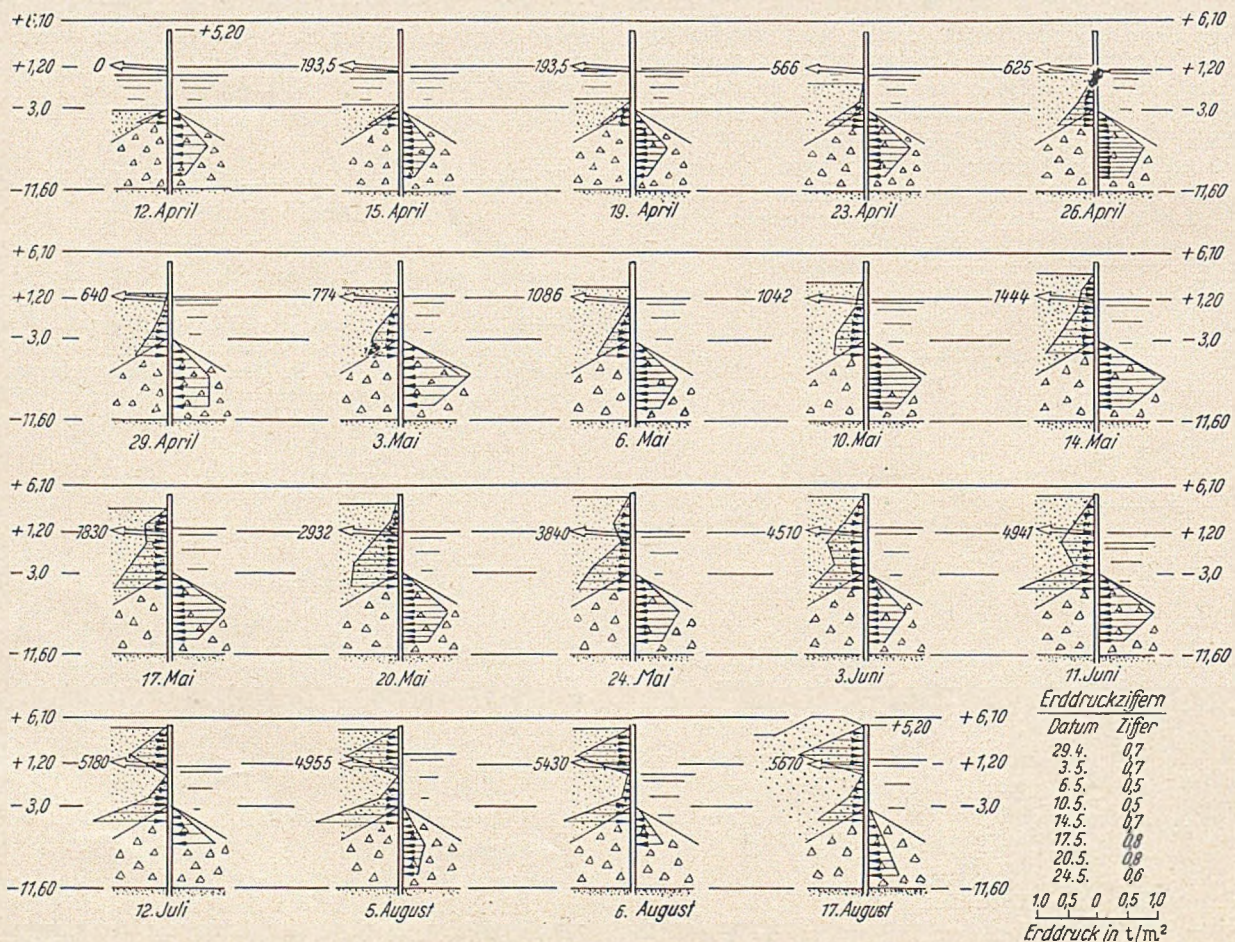 +6,10 +6,10
+5,20
+1,20 0 193,5 193,5 566 625 +1,20
-3,0 -3,0
-11,60 -11,60
12. April 15. April 19. April 23. April 26. April
+6,10 +6,10
+1,20 640 774 1086 1042 1444 +1,20
-3,0 -3,0
-11,60 -11,60
29. April 3. Mai 6. Mai 10. Mai 14. Mai
+6,10 +6,10
+1,20 1830 2932 3840 4510 4941 +1,20
-3,0 -3,0
-11,60 -11,60
17. Mai 20. Mai 24. Mai 3. Juni 11. Juni
+6,10 +6,10
+5,20
+1,20 5180 4955 5430 5670 +1,20
-3,0 -3,0
-11,60 -11,60
12. Juli 5. August 6. August 17. August
Erddruckziffern
Datum Ziffer
29.4. 0,7
3.5. 0,7
6.5. 0,5
10.5. 0,5
14.5. 0,7
17.5. 0,8
20.5. 0,8
24.5. 0,6
1.0 0,5 0 0,5 1,0
Erddruck in t/m²